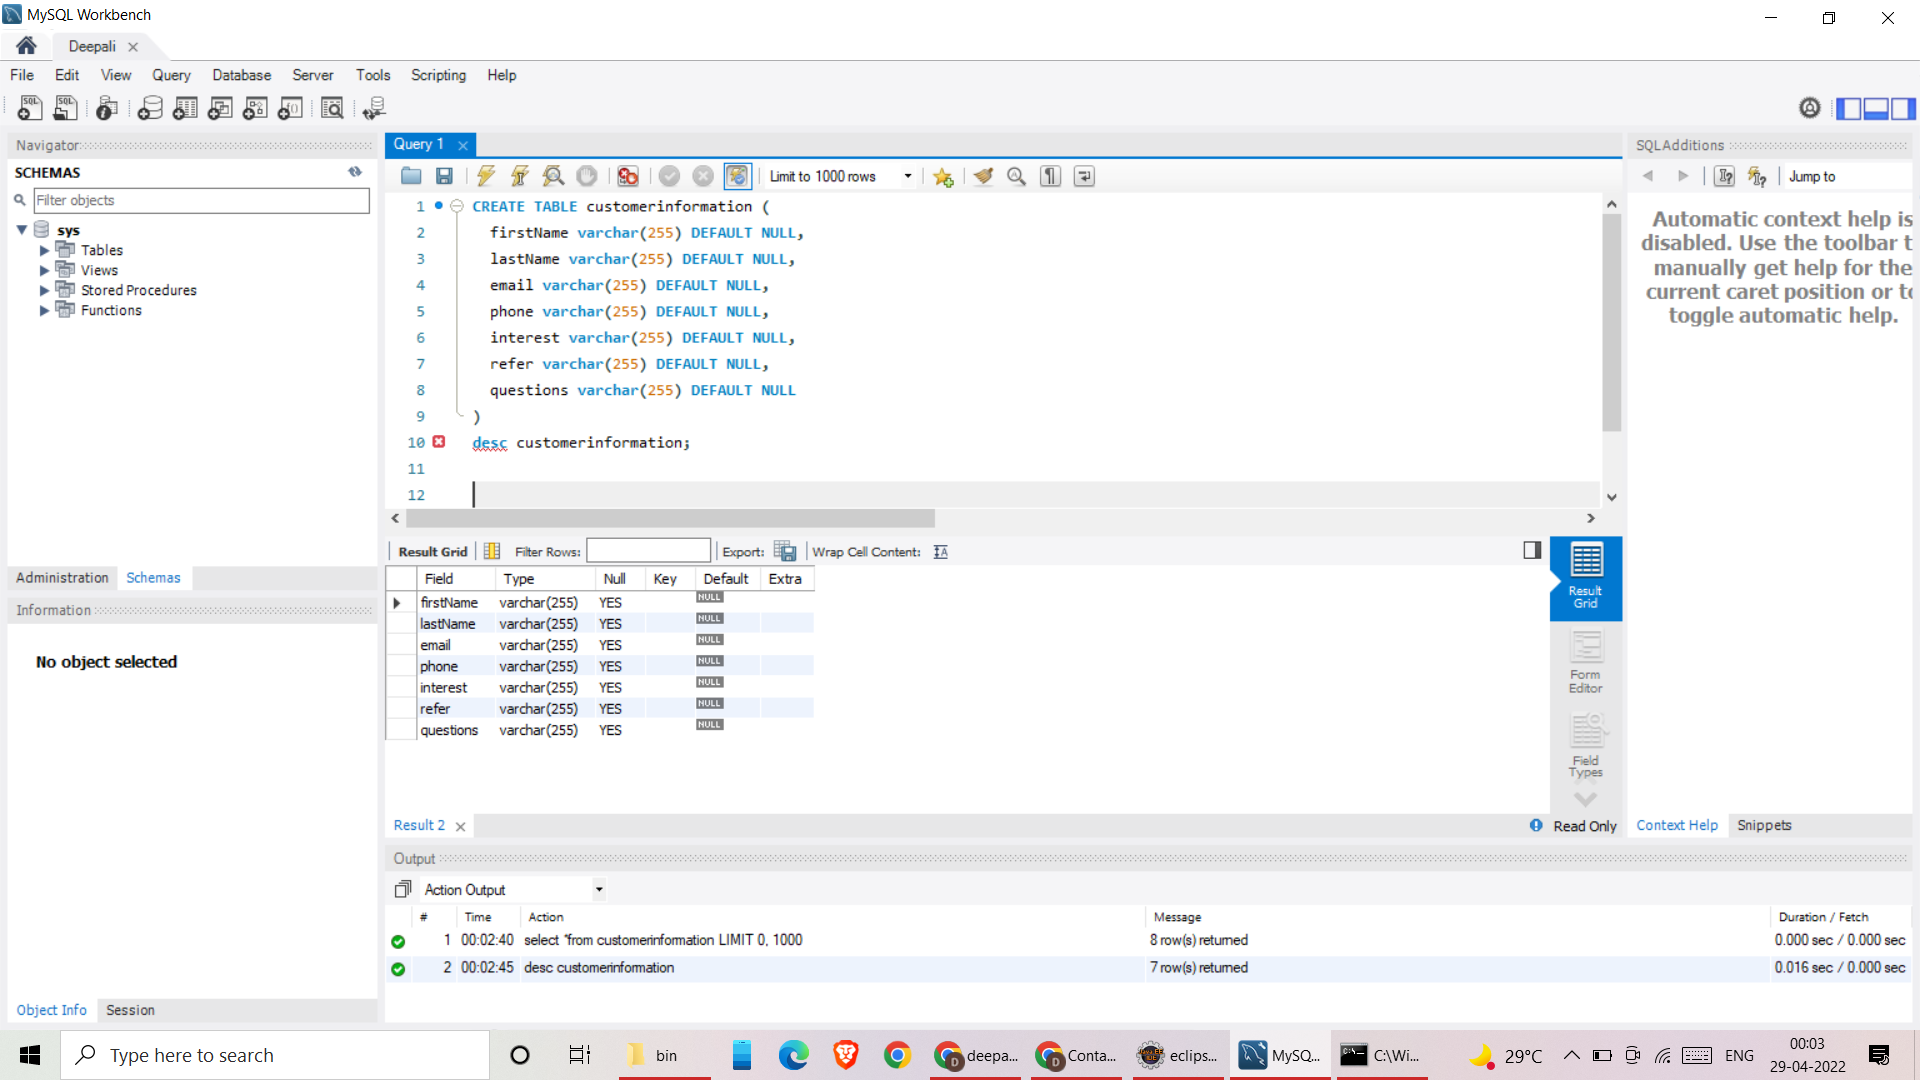 MySQL Workbench
Deepali
File Edit View Query Database Server Tools Scripting Help
Navigator
SCHEMAS
Filter objects
sys
Tables
Views
Stored Procedures
Functions
Administration Schemas
Information
No object selected
Object Info Session
Query 1
Limit to 1000 rows
1 CREATE TABLE customerinformation (
2 firstName varchar(255) DEFAULT NULL,
3 lastName varchar(255) DEFAULT NULL,
4 email varchar(255) DEFAULT NULL,
5 phone varchar(255) DEFAULT NULL,
6 interest varchar(255) DEFAULT NULL,
7 refer varchar(255) DEFAULT NULL,
8 questions varchar(255) DEFAULT NULL
9 )
10 desc customerinformation;
11
12
Result Grid Filter Rows: Export: Wrap Cell Content:
Field Type Null Key Default Extra
firstName varchar(255) YES NULL
lastName varchar(255) YES NULL
email varchar(255) YES NULL
phone varchar(255) YES NULL
interest varchar(255) YES NULL
refer varchar(255) YES NULL
questions varchar(255) YES NULL
Result
Grid
Form
Editor
Field
Types
Result 2
Read Only
SQLAdditions
Jump to
Automatic context help is
disabled. Use the toolbar t
manually get help for the
current caret position or to
toggle automatic help.
Context Help Snippets
Output
Action Output
# Time Action Message Duration / Fetch
1 00:02:40 select *from customerinformation LIMIT 0, 1000 8 row(s) returned 0.000 sec / 0.000 sec
2 00:02:45 desc customerinformation 7 row(s) returned 0.016 sec / 0.000 sec
Type here to search
bin
deepa...
Conta...
eclips...
MySQ...
C:\Wi...
29°C
ENG
00:03
29-04-2022